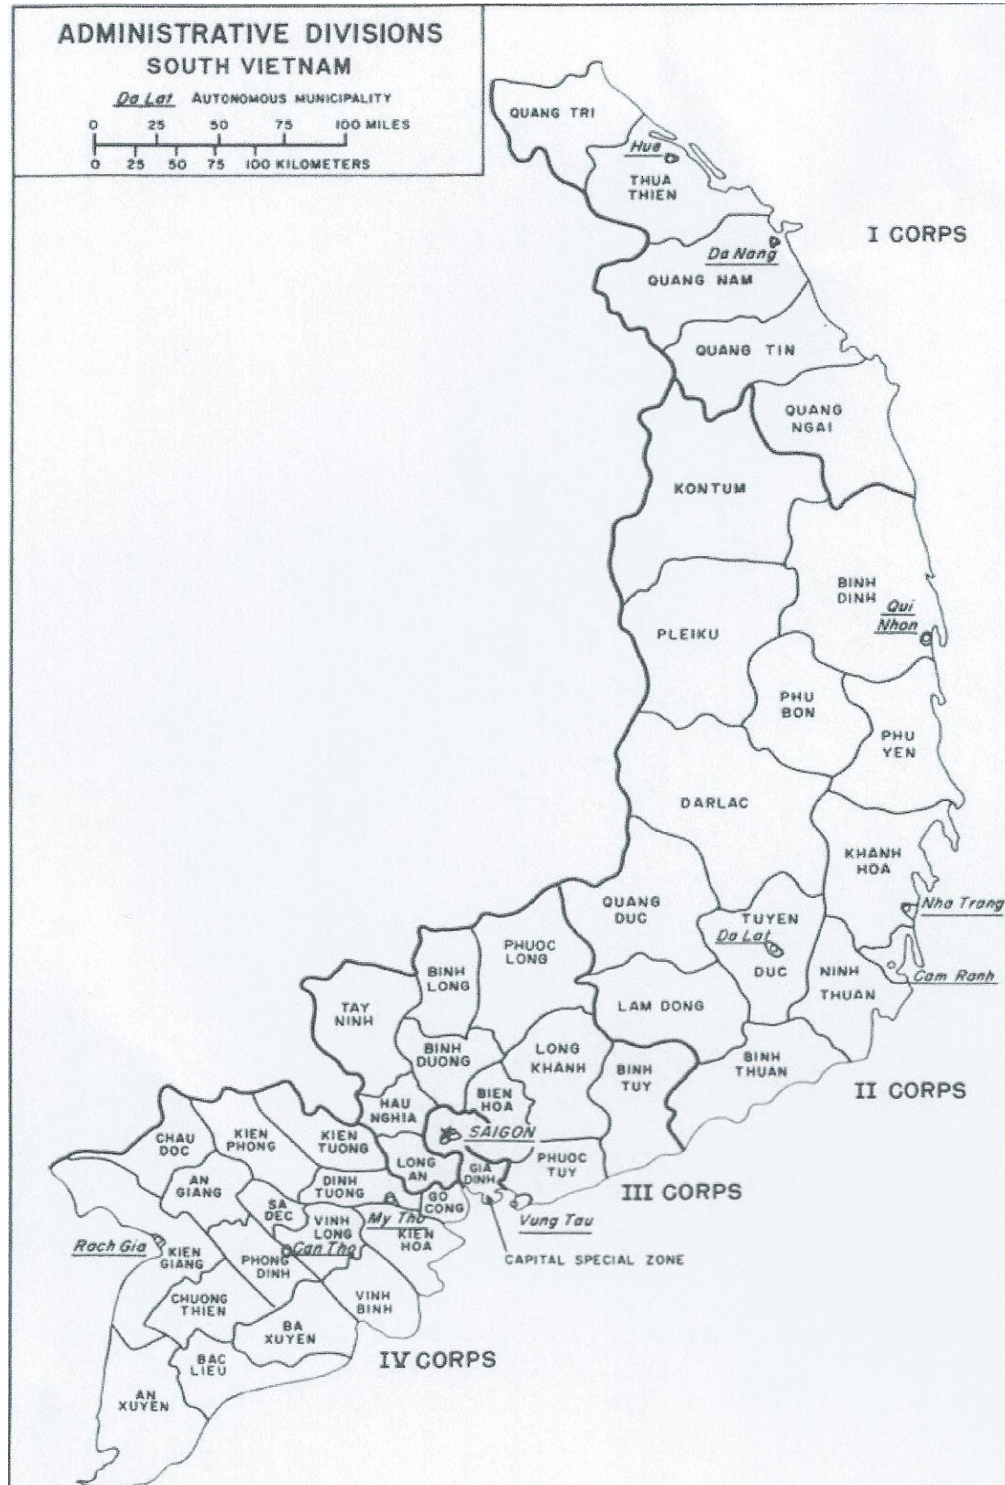 ADMINISTRATIVE DIVISIONS
SOUTH VIETNAM
Da Lat AUTONOMOUS MUNICIPALITY
0 25 50 75 100 MILES
0 25 50 75 100 KILOMETERS
QUANG TRI
Hue
THUA
THIEN
I CORPS
Da Nang
QUANG NAM
QUANG TIN
QUANG
NGAI
KONTUM
BINH
DINH
Qui
Nhon
PLEIKU
PHU
BON
PHU
YEN
DARLAC
KHANH
HOA
Nha Trang
QUANG
DUC
TUYEN
Da Lat
DUC
PHUOC
LONG
BINH
LONG
NINH
THUAN
Cam Ranh
TAY
NINH
LAM DONG
BINH
DUONG
LONG
KHANH
BINH
TUY
BINH
THUAN
II CORPS
BIEN
HOA
HAU
NGHIA
SAIGON
CHAU
DOC
KIEN
PHONG
KIEN
TUONG
LONG
AN
GIA
DINH
PHUOC
TUY
III CORPS
AN
GIANG
DINH
TUONG
GO
CONG
SA
DEC
VINH
LONG
My Tho
KIEN
HOA
Vung Tau
CAPITAL SPECIAL ZONE
Rach Gia
KIEN
GIANG
PHONG
DINH
Can Tho
CHUONG
THIEN
VINH
BINH
BA
XUYEN
IV CORPS
BAC
LIEU
AN
XUYEN